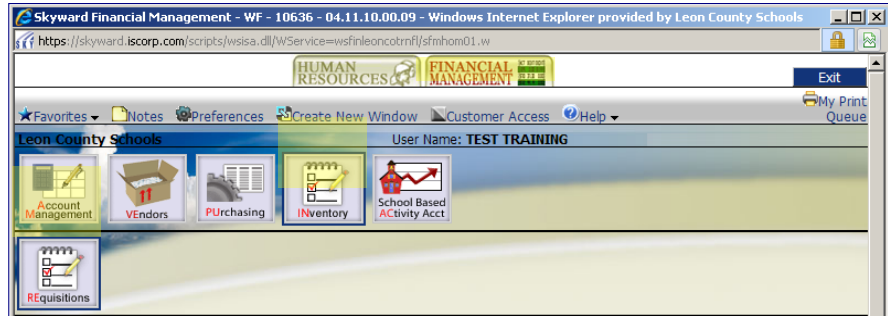 Skyward Financial Management - WF - 10636 - 04.11.10.00.09 - Windows Internet Explorer provided by Leon County Schools
https://skyward.iscorp.com/scripts/wsisa.dll/WService=wsfinleoncotrnfl/sfmhom01.w
HUMAN RESOURCES
FINANCIAL MANAGEMENT
Exit
Favorites Notes Preferences Create New Window Customer Access Help
My Print Queue
Leon County Schools User Name: TEST TRAINING
Account Management
VEndors
PUrchasing
INventory
School Based ACtivity Acct
REquisitions